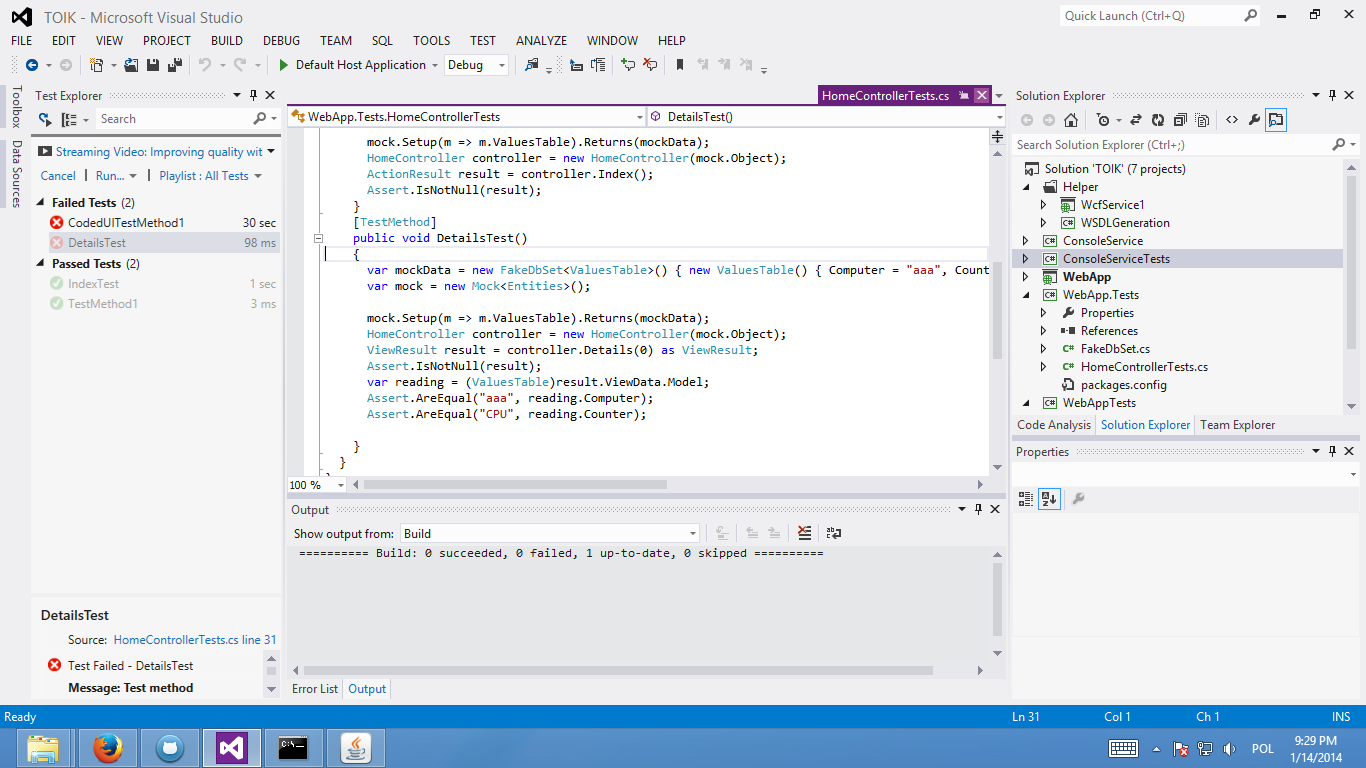 TOIK - Microsoft Visual Studio
Quick Launch (Ctrl+Q)
FILE EDIT VIEW PROJECT BUILD DEBUG TEAM SQL TOOLS TEST ANALYZE WINDOW HELP
Default Host Application Debug
Toolbox
Data Sources
Test Explorer
Search
Streaming Video: Improving quality wit
Cancel | Run... | Playlist : All Tests
Failed Tests (2)
CodedUITestMethod1 30 sec
DetailsTest 98 ms
Passed Tests (2)
IndexTest 1 sec
TestMethod1 3 ms
DetailsTest
Source: HomeControllerTests.cs line 31
Test Failed - DetailsTest
Message: Test method
HomeControllerTests.cs
WebApp.Tests.HomeControllerTests DetailsTest()
mock.Setup(m => m.ValuesTable).Returns(mockData);
HomeController controller = new HomeController(mock.Object);
ActionResult result = controller.Index();
Assert.IsNotNull(result);
}
[TestMethod]
public void DetailsTest()
{
var mockData = new FakeDbSet<ValuesTable>() { new ValuesTable() { Computer = "aaa", Count
var mock = new Mock<Entities>();
mock.Setup(m => m.ValuesTable).Returns(mockData);
HomeController controller = new HomeController(mock.Object);
ViewResult result = controller.Details(0) as ViewResult;
Assert.IsNotNull(result);
var reading = (ValuesTable)result.ViewData.Model;
Assert.AreEqual("aaa", reading.Computer);
Assert.AreEqual("CPU", reading.Counter);
}
}
100 %
Output
Show output from: Build
========== Build: 0 succeeded, 0 failed, 1 up-to-date, 0 skipped ==========
Error List Output
Solution Explorer
Search Solution Explorer (Ctrl+;)
Solution 'TOIK' (7 projects)
Helper
WcfService1
WSDLGeneration
ConsoleService
ConsoleServiceTests
WebApp
WebApp.Tests
Properties
References
FakeDbSet.cs
HomeControllerTests.cs
packages.config
WebAppTests
Code Analysis Solution Explorer Team Explorer
Properties
Ready Ln 31 Col 1 Ch 1 INS
POL
9:29 PM
1/14/2014